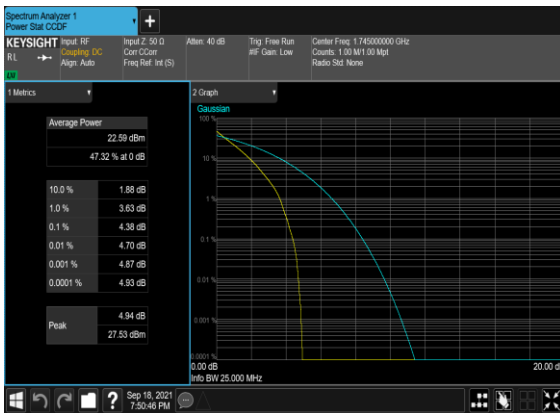 Spectrum Analyzer 1
Power Stat CCDF
+
KEYSIGHT
RL
LV
Input: RF
Coupling: DC
Align: Auto
Input Z: 50 Ω
Corr CCorr
Freq Ref: Int (S)
Atten: 40 dB
Trig: Free Run
#IF Gain: Low
Center Freq: 1.745000000 GHz
Counts: 1.00 M/1.00 Mpt
Radio Std: None
1 Metrics
Average Power
22.59 dBm
47.32 % at 0 dB
10.0 % 1.88 dB
1.0 % 3.63 dB
0.1 % 4.38 dB
0.01 % 4.70 dB
0.001 % 4.87 dB
0.0001 % 4.93 dB
Peak
4.94 dB
27.53 dBm
2 Graph
Gaussian
100 %
10 %
1 %
0.1 %
0.01 %
0.001 %
0.0001 %
0.00 dB
20.00 d
Info BW 25.000 MHz
?
Sep 18, 2021
7:50:46 PM